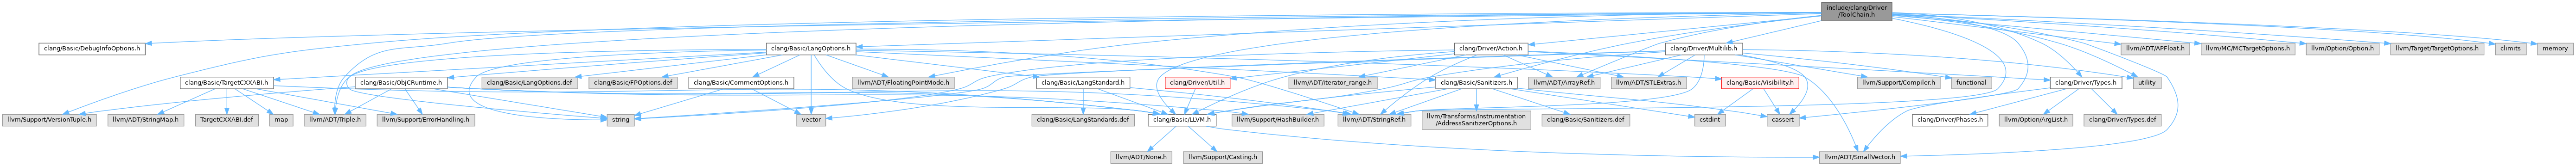 include/clang/Driver
/ToolChain.h
clang/Basic/DebugInfoOptions.h
clang/Basic/LangOptions.h
clang/Driver/Action.h
clang/Driver/Multilib.h
llvm/ADT/APFloat.h
llvm/MC/MCTargetOptions.h
llvm/Option/Option.h
llvm/Target/TargetOptions.h
climits
memory
clang/Basic/TargetCXXABI.h
clang/Basic/ObjCRuntime.h
clang/Basic/LangOptions.def
clang/Basic/FPOptions.def
clang/Basic/CommentOptions.h
llvm/ADT/FloatingPointMode.h
clang/Basic/LangStandard.h
clang/Driver/Util.h
llvm/ADT/iterator_range.h
clang/Basic/Sanitizers.h
llvm/ADT/ArrayRef.h
llvm/ADT/STLExtras.h
clang/Basic/Visibility.h
llvm/Support/Compiler.h
functional
clang/Driver/Types.h
utility
llvm/Support/VersionTuple.h
llvm/ADT/StringMap.h
TargetCXXABI.def
map
llvm/ADT/Triple.h
llvm/Support/ErrorHandling.h
string
vector
clang/Basic/LangStandards.def
clang/Basic/LLVM.h
llvm/Support/HashBuilder.h
llvm/ADT/StringRef.h
llvm/Transforms/Instrumentation
/AddressSanitizerOptions.h
clang/Basic/Sanitizers.def
cstdint
cassert
clang/Driver/Phases.h
llvm/Option/ArgList.h
clang/Driver/Types.def
llvm/ADT/None.h
llvm/Support/Casting.h
llvm/ADT/SmallVector.h